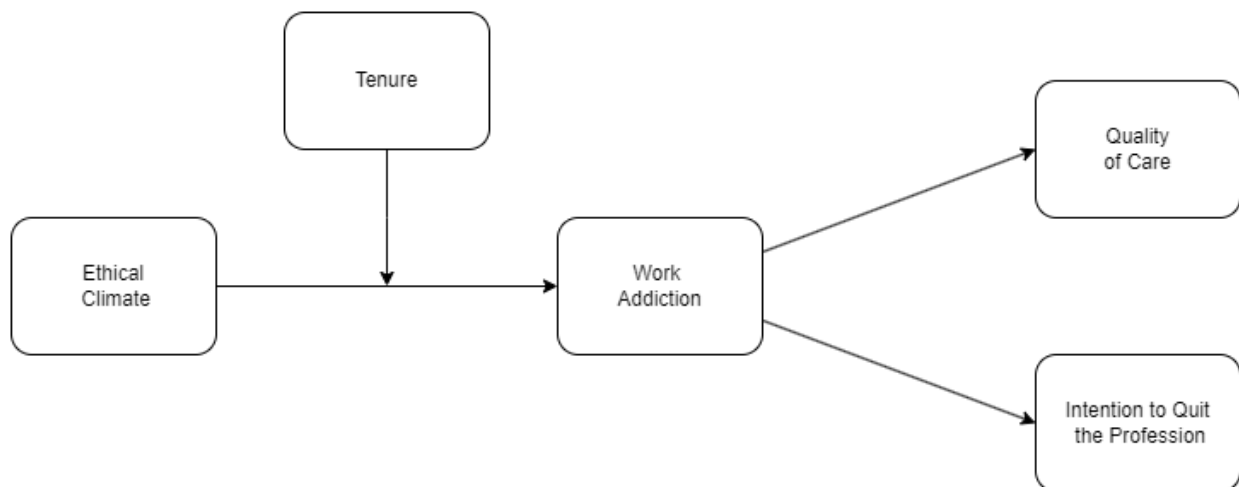 Tenure
Quality
of Care
Ethical
Climate
Work
Addiction
Intention to Quit
the Profession